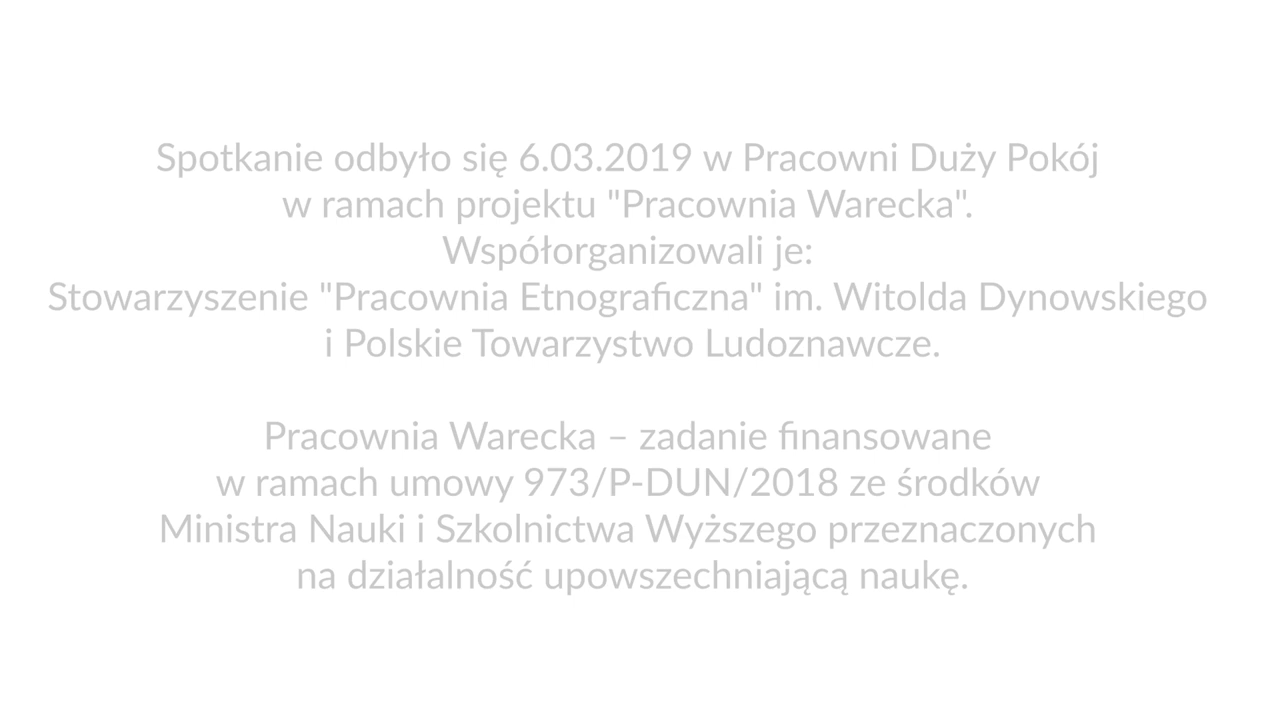 Spotkanie odbyło się 6.03.2019 w Pracowni Duży Pokój
w ramach projektu "Pracownia Warecka".
Współorganizowali je:
Stowarzyszenie "Pracownia Etnograficzna" im. Witolda Dynowskiego
i Polskie Towarzystwo Ludoznawcze.
Pracownia Warecka – zadanie finansowane
w ramach umowy 973/P-DUN/2018 ze środków
Ministra Nauki i Szkolnictwa Wyższego przeznaczonych
na działalność upowszechniającą naukę.